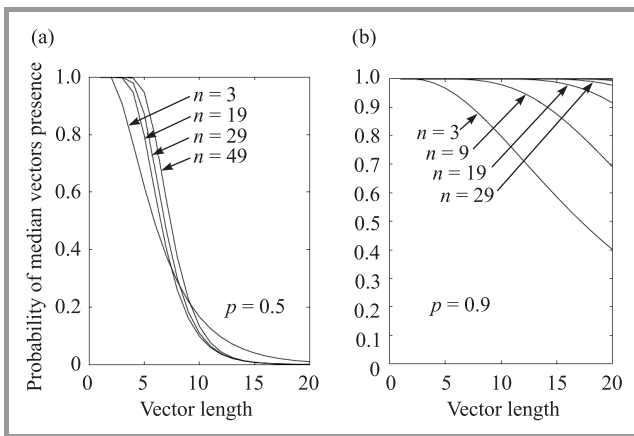 (a)
Probability of median vectors presence
1.0
0.8
0.6
0.4
0.2
0
n = 3
n = 19
n = 29
n = 49
p = 0.5
0 5 10 15 20
Vector length
(b)
1.0
0.9
0.8
0.7
0.6
0.5
0.4
0.3
0.2
0.1
0
n = 3
n = 9
n = 19
n = 29
p = 0.9
0 5 10 15 20
Vector length